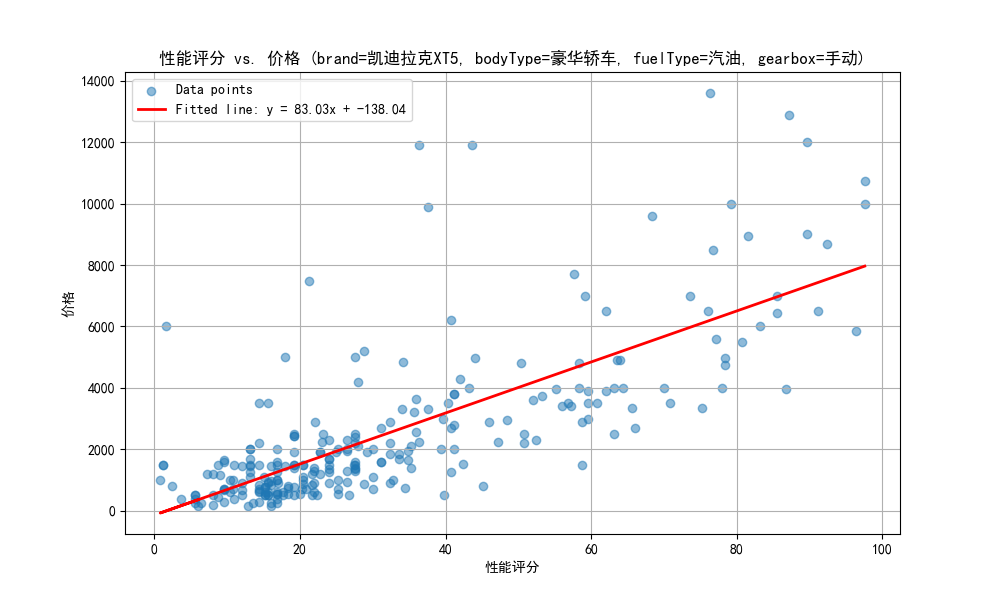 性能评分 vs. 价格 (brand=凯迪拉克XT5, bodyType=豪华轿车, fuelType=汽油, gearbox=手动)
Data points
Fitted line: y = 83.03x + -138.04
价格
14000
12000
10000
8000
6000
4000
2000
0
0 20 40 60 80 100
性能评分